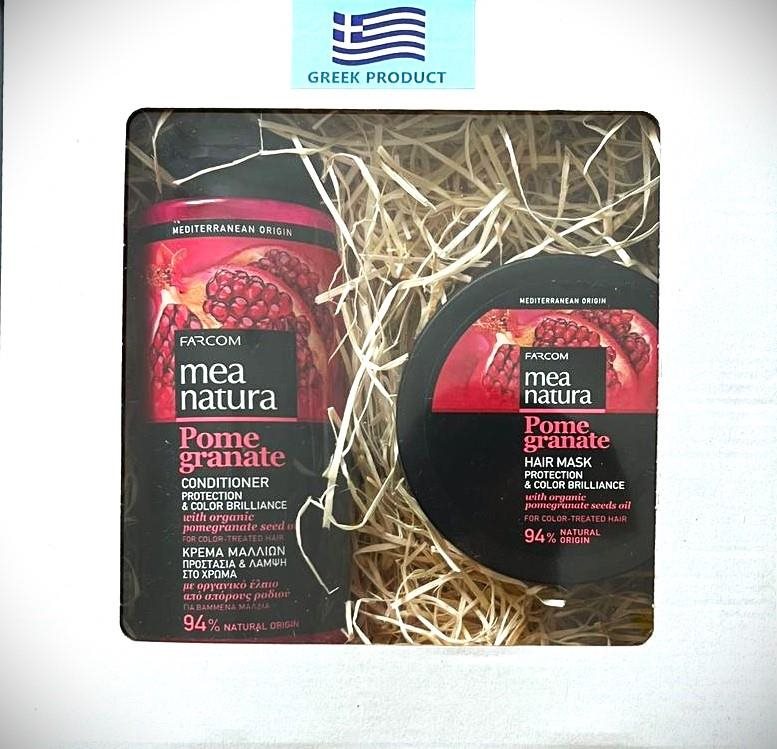 GREEK PRODUCT
MEDITERRANEAN ORIGIN
FARCOM
mea
natura
Pome
granate
CONDITIONER
PROTECTION
& COLOR BRILLIANCE
with organic
pomegranate seed o
FOR COLOR-TREATED HAIR
ΚΡΕΜΑ ΜΑΛΛΙΩΝ
ΠΡΟΣΤΑΣΙΑ & ΛΑΜΨΗ
ΣΤΟ ΧΡΩΜΑ
με οργανικό έλαιο
από σπόρους ροδιού
ΓΙΑ ΒΑΜΜΕΝΑ ΜΑΛΛΙΑ
94% NATURAL ORIGIN
MEDITERRANEAN ORIGIN
FARCOM
mea
natura
Pome
granate
HAIR MASK
PROTECTION
& COLOR BRILLIANCE
with organic
pomegranate seeds oil
FOR COLOR-TREATED HAIR
94% NATURAL
ORIGIN